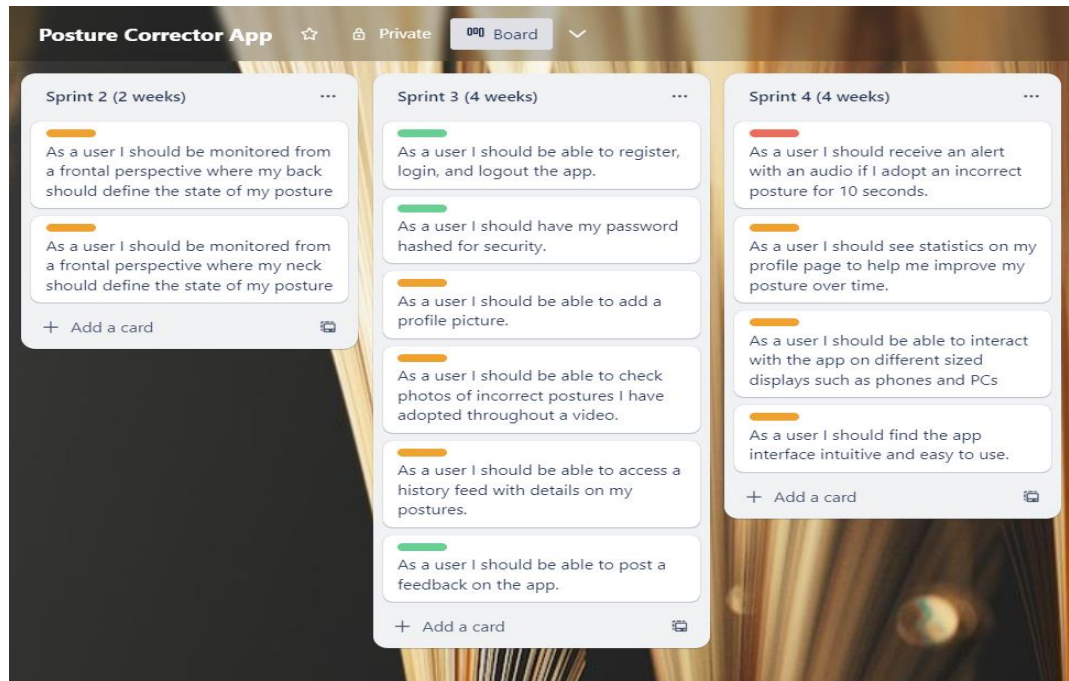 Posture Corrector App
Private
Board
Sprint 2 (2 weeks)
As a user I should be monitored from
a frontal perspective where my back
should define the state of my posture
As a user I should be monitored from
a frontal perspective where my neck
should define the state of my posture
+ Add a card
Sprint 3 (4 weeks)
As a user I should be able to register,
login, and logout the app.
As a user I should have my password
hashed for security.
As a user I should be able to add a
profile picture.
As a user I should be able to check
photos of incorrect postures I have
adopted throughout a video.
As a user I should be able to access a
history feed with details on my
postures.
As a user I should be able to post a
feedback on the app.
+ Add a card
Sprint 4 (4 weeks)
As a user I should receive an alert
with an audio if I adopt an incorrect
posture for 10 seconds.
As a user I should see statistics on my
profile page to help me improve my
posture over time.
As a user I should be able to interact
with the app on different sized
displays such as phones and PCs
As a user I should find the app
interface intuitive and easy to use.
+ Add a card